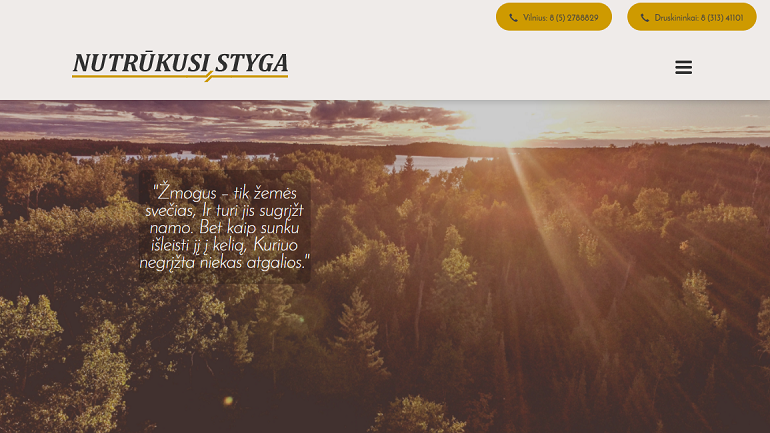 Vilnius: 8 (5) 2788829
Druskininkai: 8 (313) 41101
NUTRŪKUSI STYGA
"Žmogus – tik žemės
svečias, Ir turi jis sugrįžt
namo. Bet kaip sunku
išleisti jį į kelią, Kuriuo
negrįžta niekas atgalios."